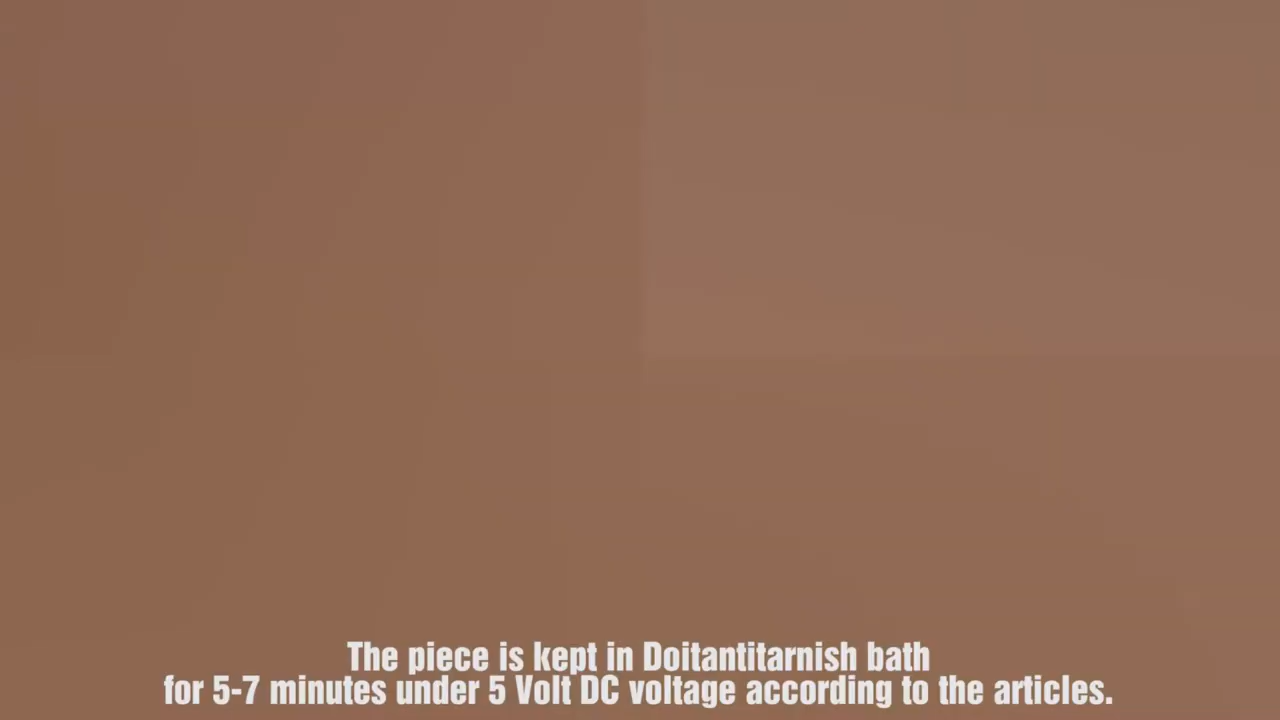 The piece is kept in Doitantitarnish bath
for 5-7 minutes under 5 Volt DC voltage according to the articles.